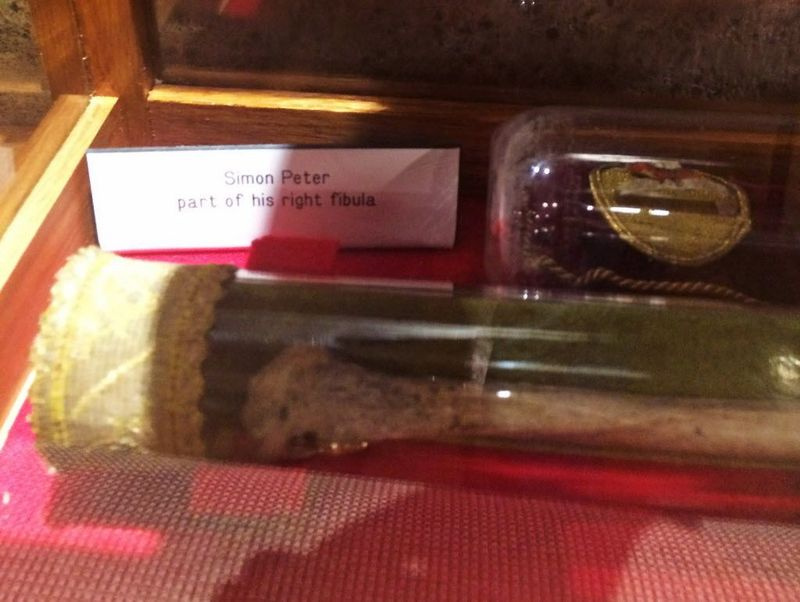 Simon Peter
part of his right fibula